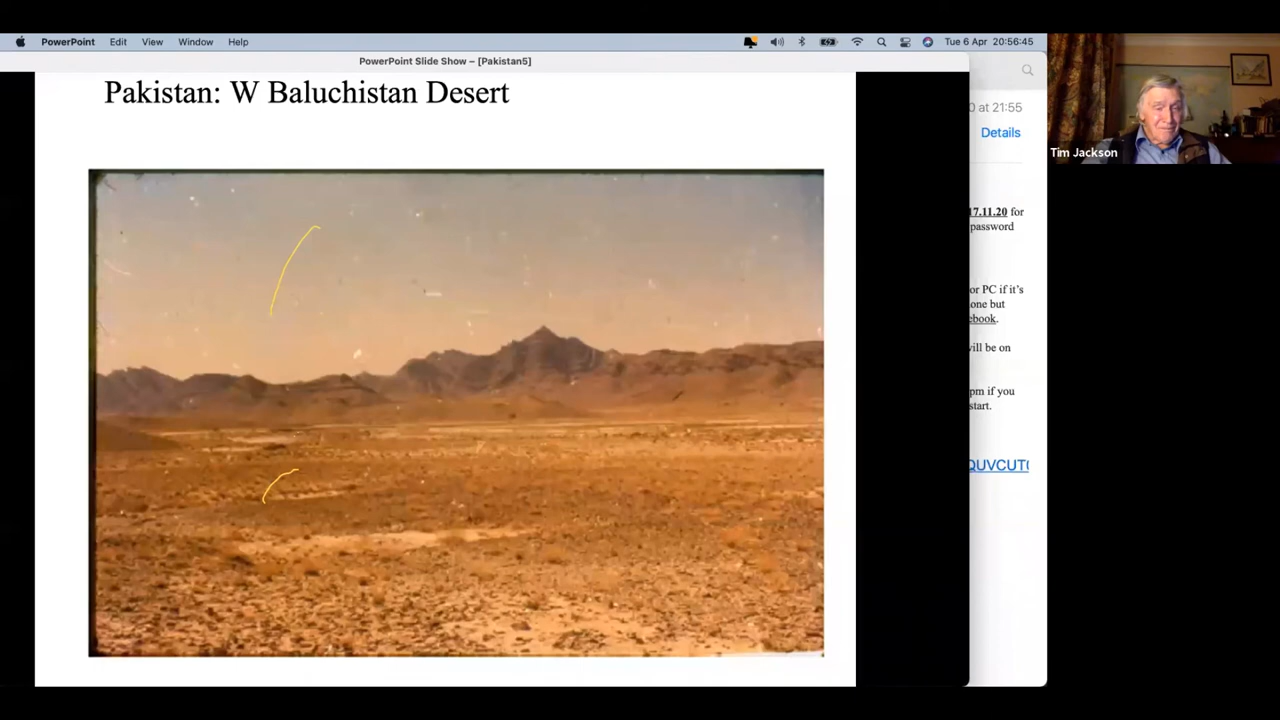 PowerPoint Edit View Window Help
Tue 6 Apr 20:56:45
PowerPoint Slide Show – [Pakistan5]
Pakistan: W Baluchistan Desert
at 21:55
Details
Tim Jackson
17.11.20 for
password
or PC if it's
one but
ebook.
will be on
pm if you
start.